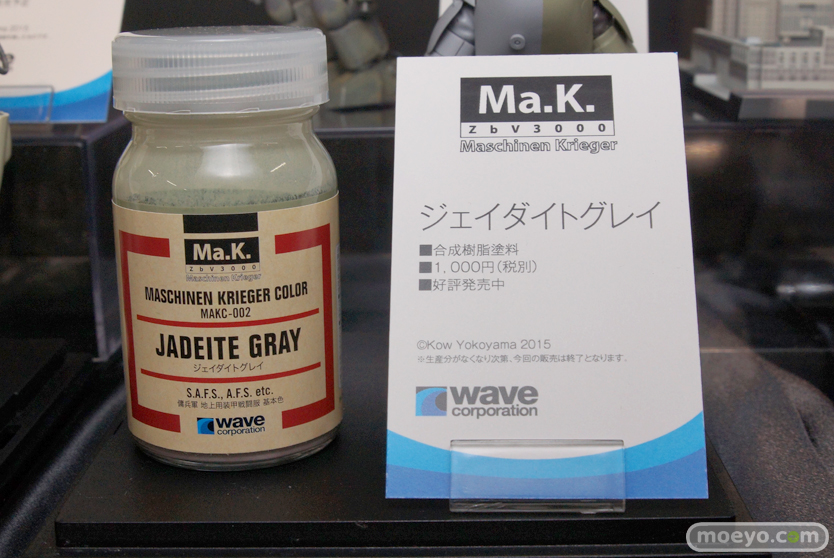 Ma.K.
ZbV3000
Maschinen Krieger
MASCHINEN KRIEGER COLOR
MAKC-002
JADEITE GRAY
ジェイダイトグレイ
S.A.F.S., A.F.S. etc.
傭兵軍 地上用装甲戦闘服 基本色
wave
corporation
Ma.K.
ZbV3000
Maschinen Krieger
ジェイダイトグレイ
■合成樹脂塗料
■1,000円(税別)
■好評発売中
©Kow Yokoyama 2015
※生産分がなくなり次第、今回の販売は終了となります。
wave
corporation
moeyo.com